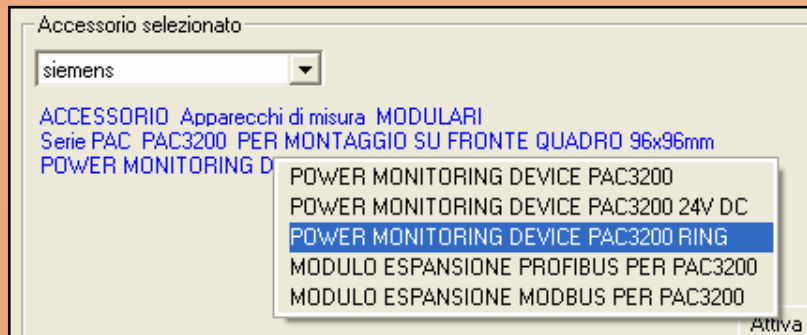 Accessorio selezionato
siemens
ACCESSORIO Apparecchi di misura MODULARI
Serie PAC PAC3200 PER MONTAGGIO SU FRONTE QUADRO 96x96mm
POWER MONITORING D
POWER MONITORING DEVICE PAC3200
POWER MONITORING DEVICE PAC3200 24V DC
POWER MONITORING DEVICE PAC3200 RING
MODULO ESPANSIONE PROFIBUS PER PAC3200
MODULO ESPANSIONE MODBUS PER PAC3200
Attiva